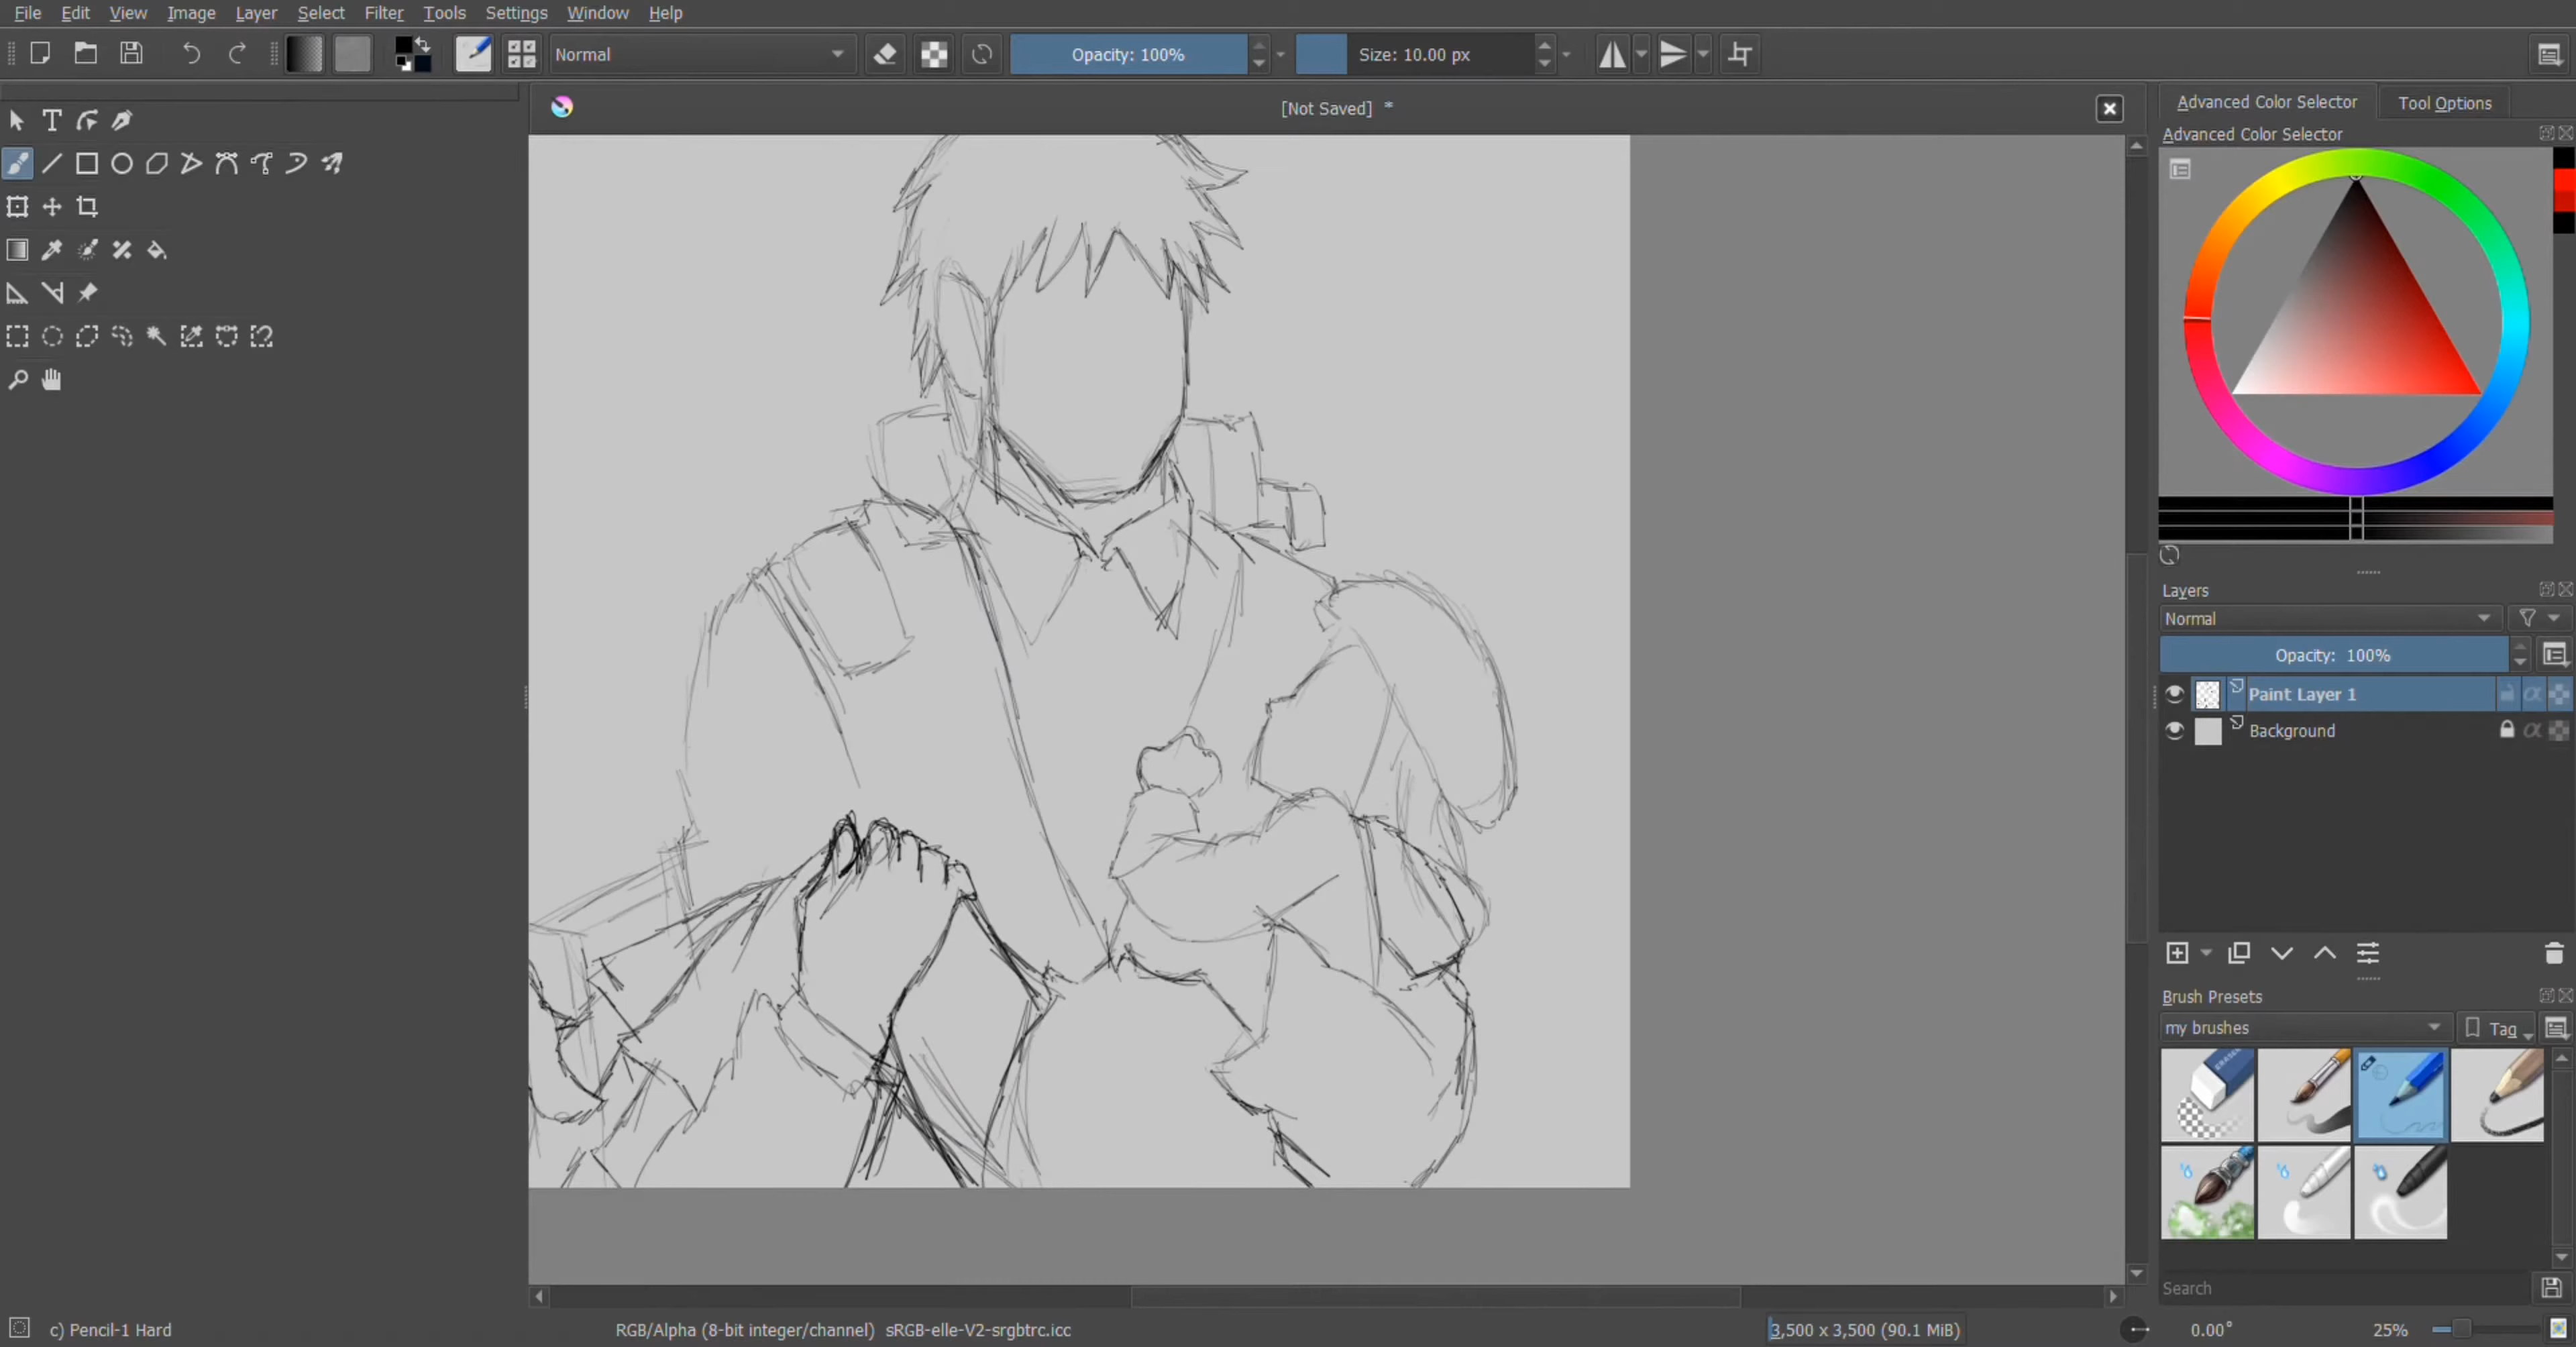 File Edit View Image Layer Select Filter Tools Settings Window Help
Normal
Opacity: 100%
Size: 10.00 px
[Not Saved] *
Advanced Color Selector
Tool Options
Advanced Color Selector
Layers
Normal
Opacity: 100%
Paint Layer 1
Background
Brush Presets
my brushes
Tag
Search
c) Pencil-1 Hard
RGB/Alpha (8-bit integer/channel) sRGB-elle-V2-srgbtrc.icc
3,500 x 3,500 (90.1 MiB)
0.00°
25%